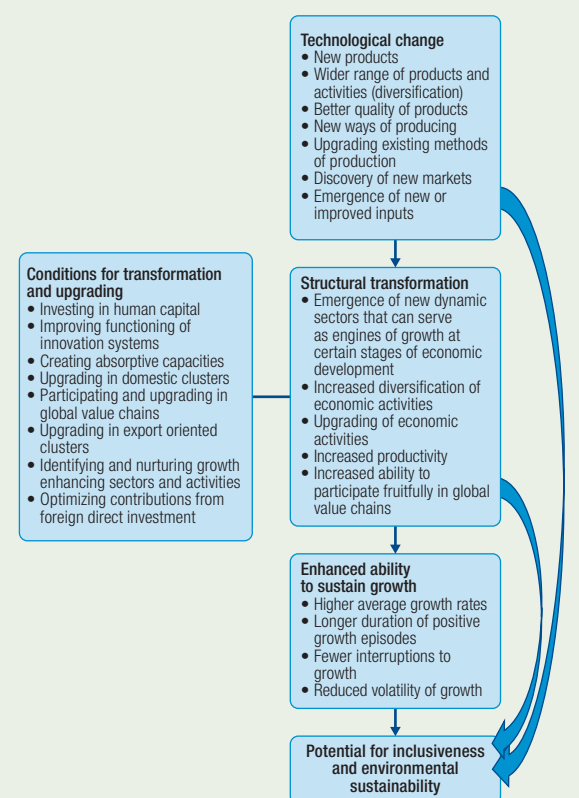 Technological change
• New products
• Wider range of products and
activities (diversification)
• Better quality of products
• New ways of producing
• Upgrading existing methods
of production
• Discovery of new markets
• Emergence of new or
improved inputs
Conditions for transformation
and upgrading
• Investing in human capital
• Improving functioning of
innovation systems
• Creating absorptive capacities
• Upgrading in domestic clusters
• Participating and upgrading in
global value chains
• Upgrading in export oriented
clusters
• Identifying and nurturing growth
enhancing sectors and activities
• Optimizing contributions from
foreign direct investment
Structural transformation
• Emergence of new dynamic
sectors that can serve
as engines of growth at
certain stages of economic
development
• Increased diversification of
economic activities
• Upgrading of economic
activities
• Increased productivity
• Increased ability to
participate fruitfully in global
value chains
Enhanced ability
to sustain growth
• Higher average growth rates
• Longer duration of positive
growth episodes
• Fewer interruptions to
growth
• Reduced volatility of growth
Potential for inclusiveness
and environmental
sustainability